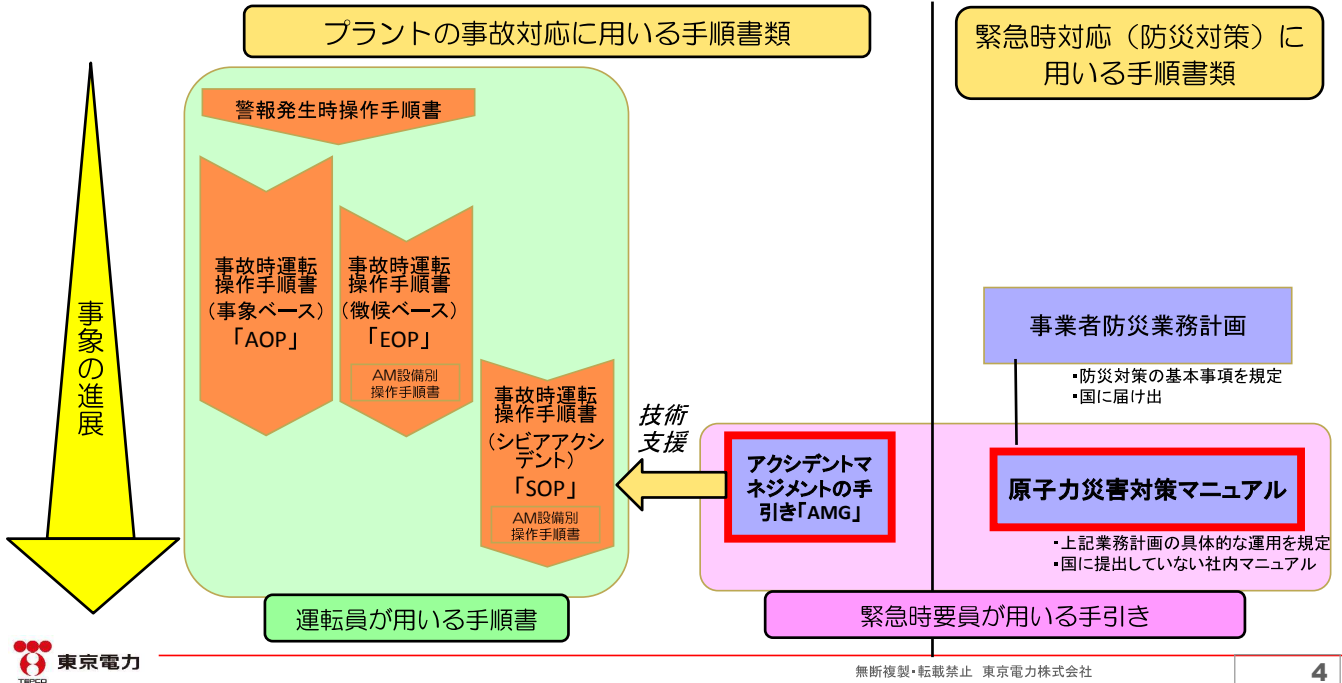 プラントの事故対応に用いる手順書類
緊急時対応（防災対策）に
用いる手順書類
事象の進展
警報発生時操作手順書
事故時運転
操作手順書
（事象ベース）
「AOP」
事故時運転
操作手順書
（徴候ベース）
「EOP」
AM設備別
操作手順書
事故時運転
操作手順書
（シビアアクシ
デント）
「SOP」
AM設備別
操作手順書
技術
支援
アクシデントマ
ネジメントの手
引き「AMG」
事業者防災業務計画
・防災対策の基本事項を規定
・国に届け出
原子力災害対策マニュアル
・上記業務計画の具体的な運用を規定
・国に提出していない社内マニュアル
運転員が用いる手順書
緊急時要員が用いる手引き
TEPCO
東京電力
無断複製・転載禁止 東京電力株式会社
4